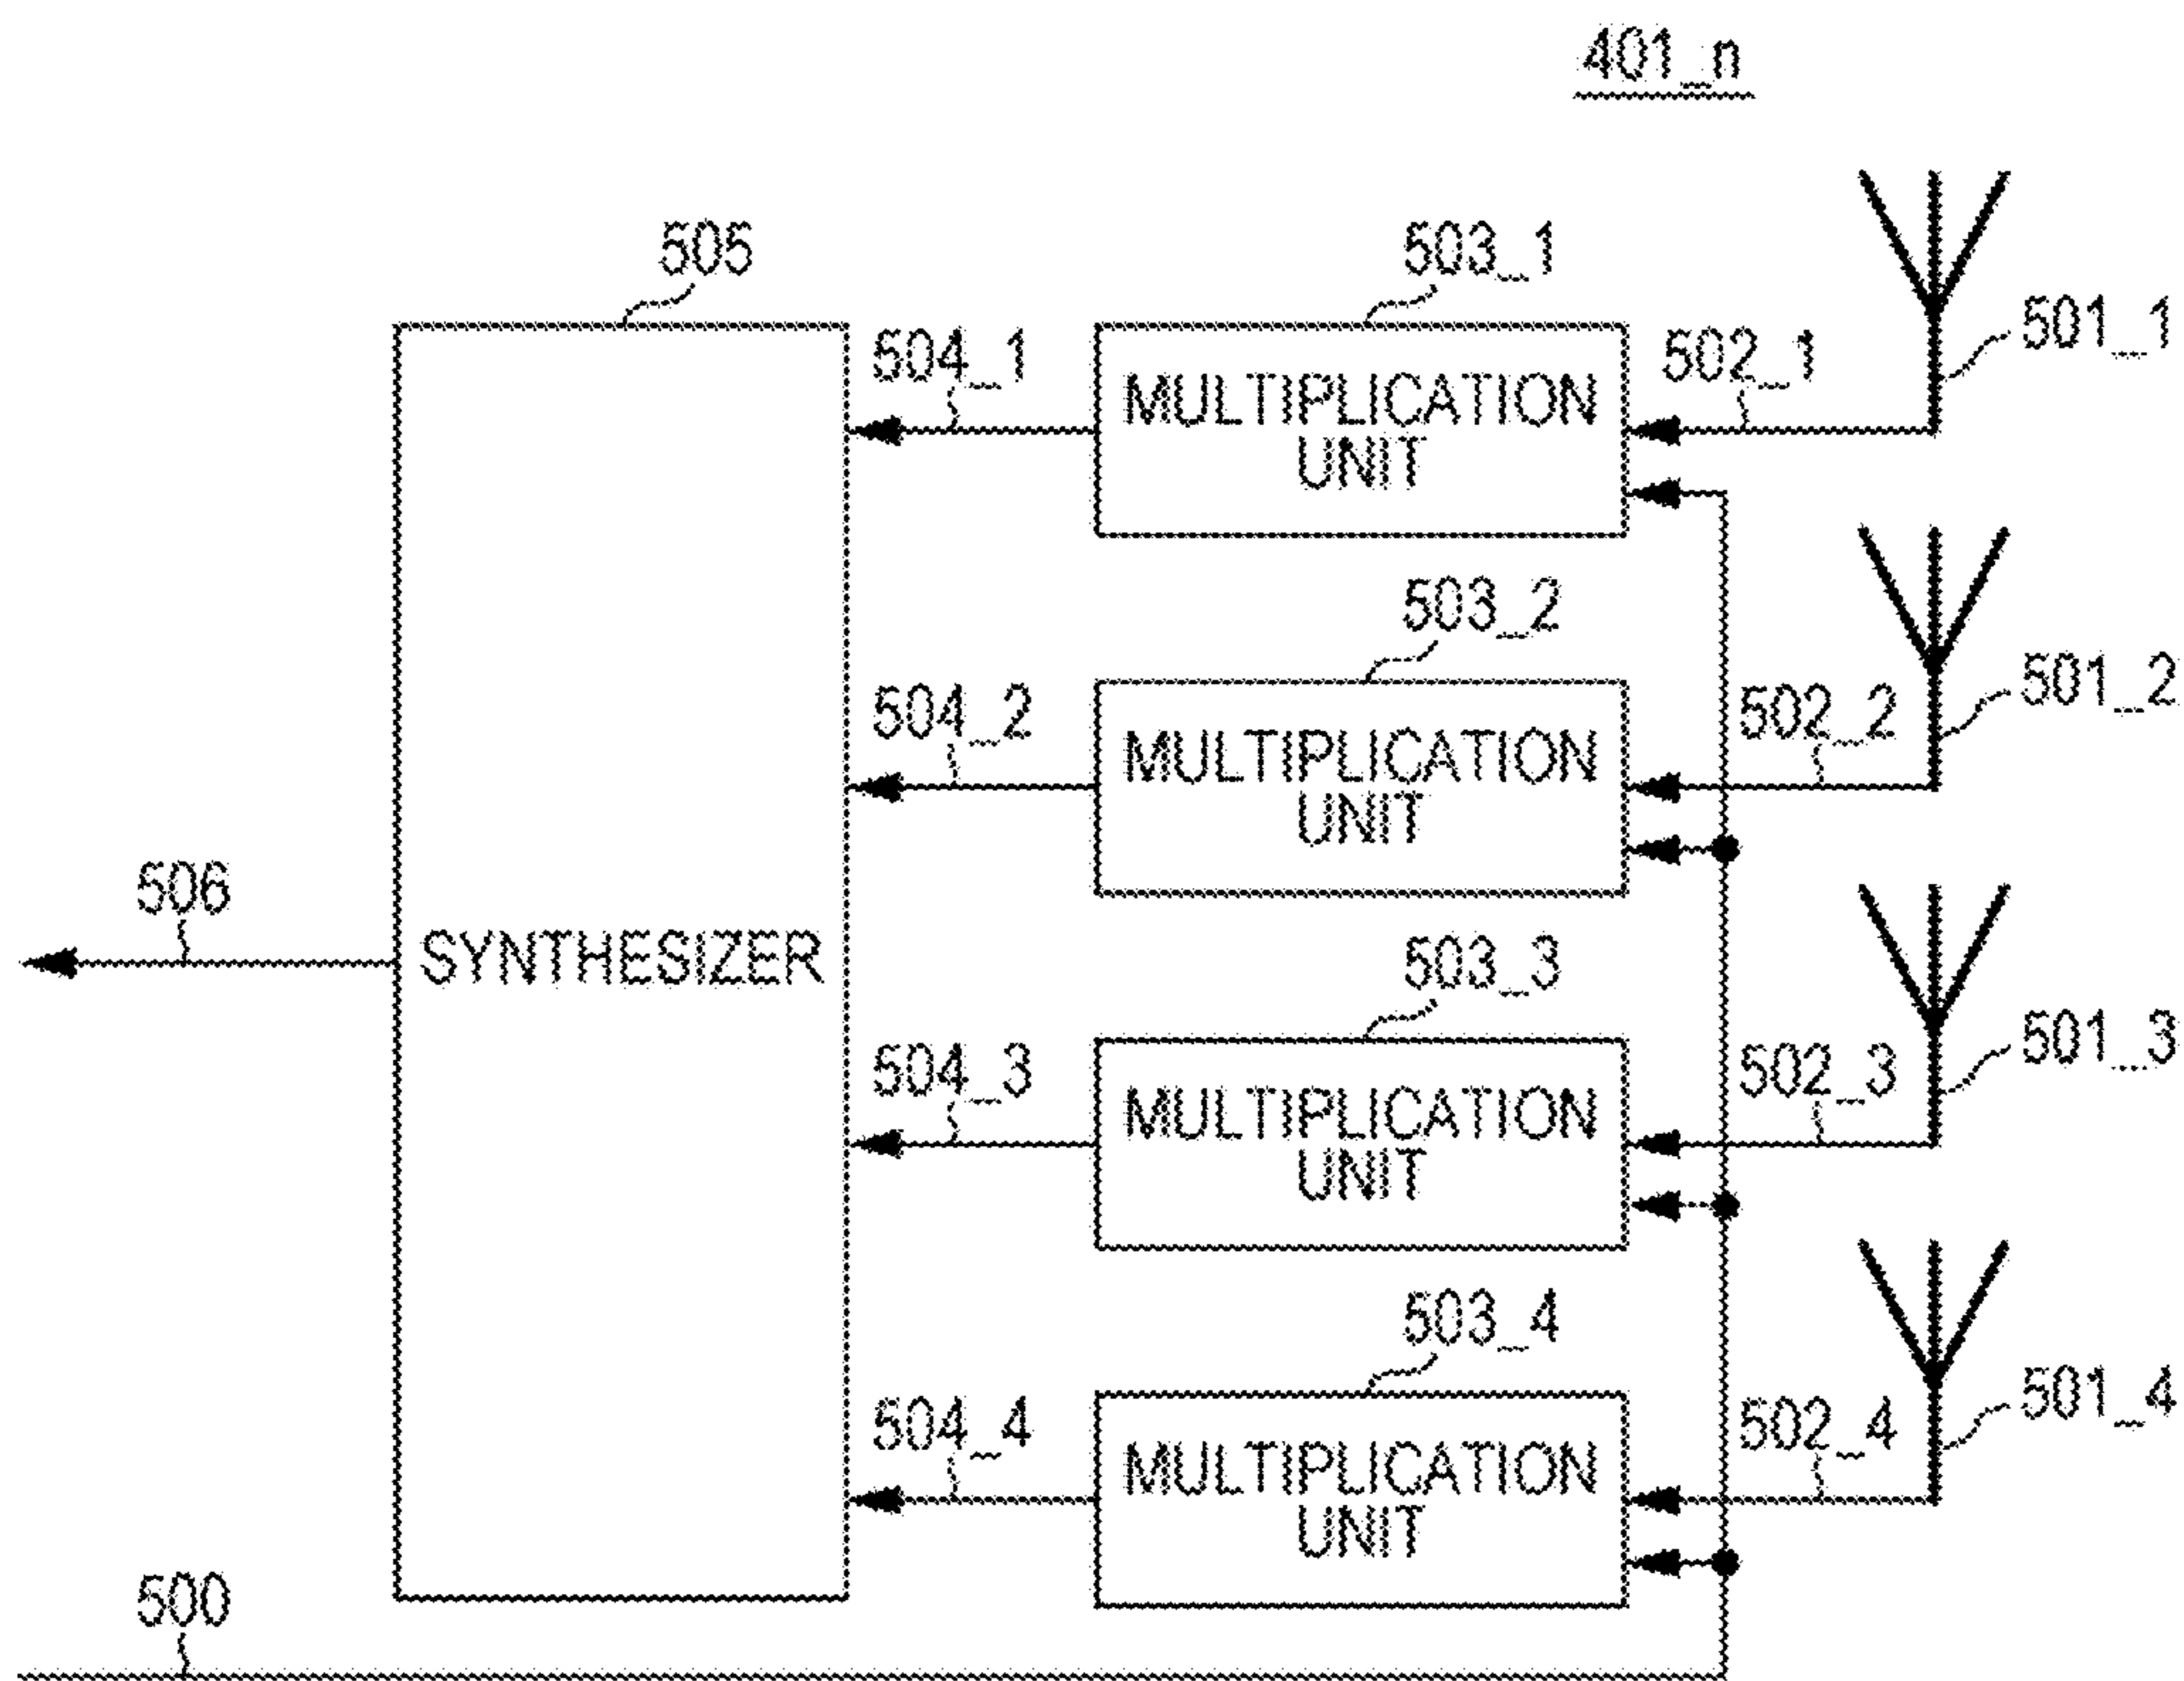 401_n
505
503_1
501_1
504_1
502_1
MULTIPLICATION
UNIT
503_2
501_2
504_2
502_2
MULTIPLICATION
UNIT
506
SYNTHESIZER
503_3
501_3
504_3
502_3
MULTIPLICATION
UNIT
503_4
501_4
504_4
502_4
MULTIPLICATION
UNIT
500